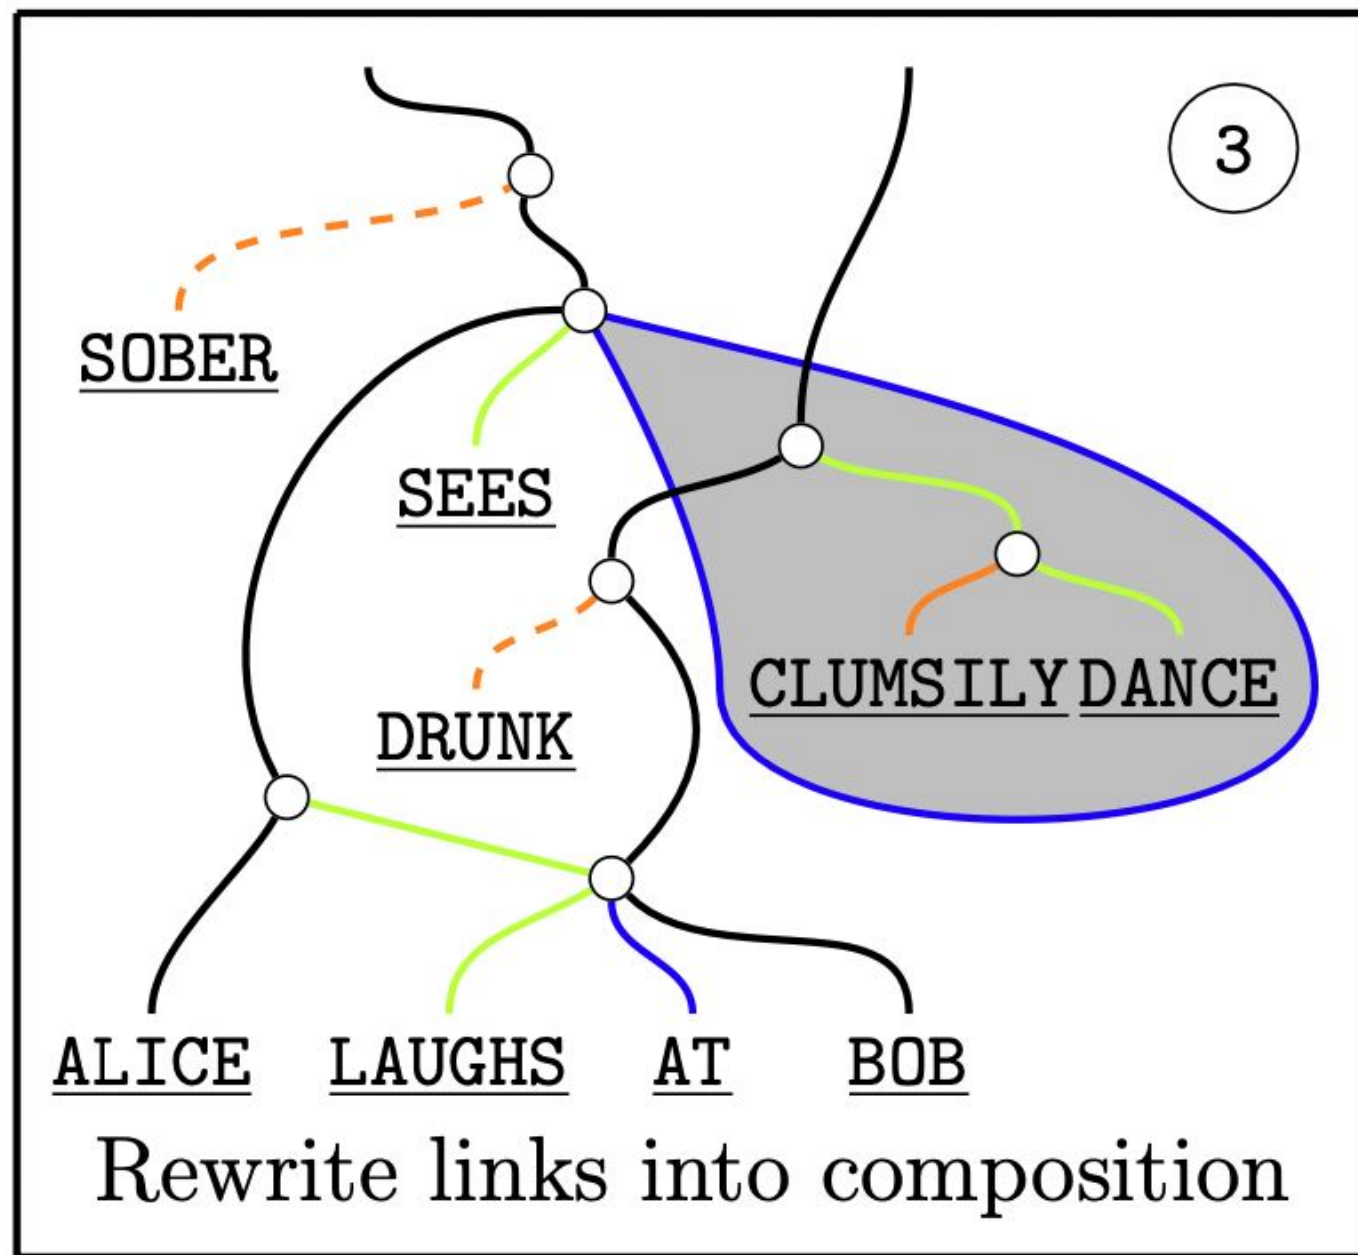 3
SOBER
SEES
CLUMSILY DANCE
DRUNK
ALICE LAUGHS AT BOB
Rewrite links into composition